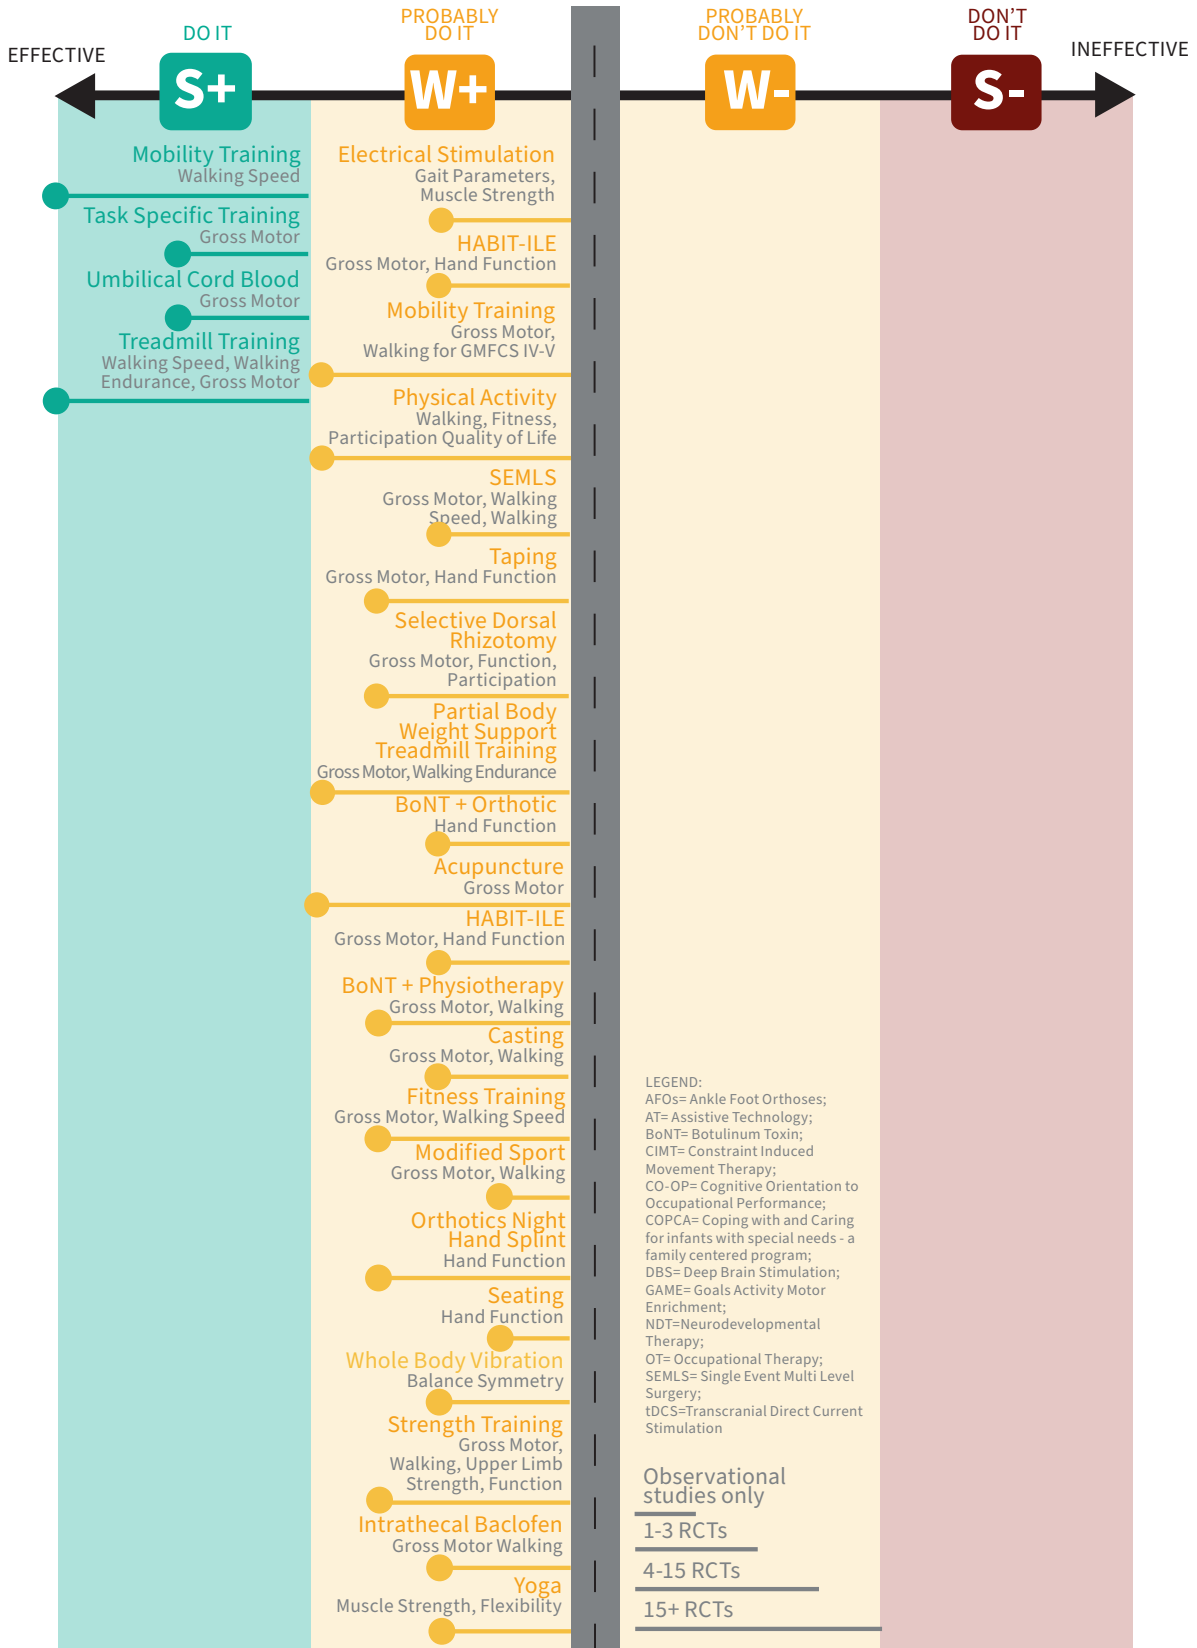 EFFECTIVE
DO IT
S+
PROBABLY
DO IT
W+
PROBABLY
DON'T DO IT
W-
DON'T
DO IT
S-
INEFFECTIVE
Mobility Training
Walking Speed
Task Specific Training
Gross Motor
Umbilical Cord Blood
Gross Motor
Treadmill Training
Walking Speed, Walking
Endurance, Gross Motor
Electrical Stimulation
Gait Parameters,
Muscle Strength
HABIT-ILE
Gross Motor, Hand Function
Mobility Training
Gross Motor,
Walking for GMFCS IV-V
Physical Activity
Walking, Fitness,
Participation Quality of Life
SEMLS
Gross Motor, Walking
Speed, Walking
Taping
Gross Motor, Hand Function
Selective Dorsal
Rhizotomy
Gross Motor, Function,
Participation
Partial Body
Weight Support
Treadmill Training
Gross Motor, Walking Endurance
BoNT + Orthotic
Hand Function
Acupuncture
Gross Motor
HABIT-ILE
Gross Motor, Hand Function
BoNT + Physiotherapy
Gross Motor, Walking
Casting
Gross Motor, Walking
Fitness Training
Gross Motor, Walking Speed
Modified Sport
Gross Motor, Walking
Orthotics Night
Hand Splint
Hand Function
Seating
Hand Function
Whole Body Vibration
Balance Symmetry
Strength Training
Gross Motor,
Walking, Upper Limb
Strength, Function
Intrathecal Baclofen
Gross Motor Walking
Yoga
Muscle Strength, Flexibility
LEGEND:
AFOs= Ankle Foot Orthoses;
AT= Assistive Technology;
BoNT= Botulinum Toxin;
CIMT= Constraint Induced
Movement Therapy;
CO-OP= Cognitive Orientation to
Occupational Performance;
COPCA= Coping with and Caring
for infants with special needs - a
family centered program;
DBS= Deep Brain Stimulation;
GAME= Goals Activity Motor
Enrichment;
NDT=Neurodevelopmental
Therapy;
OT= Occupational Therapy;
SEMLS= Single Event Multi Level
Surgery;
tDCS=Transcranial Direct Current
Stimulation
Observational
studies only
1-3 RCTs
4-15 RCTs
15+ RCTs